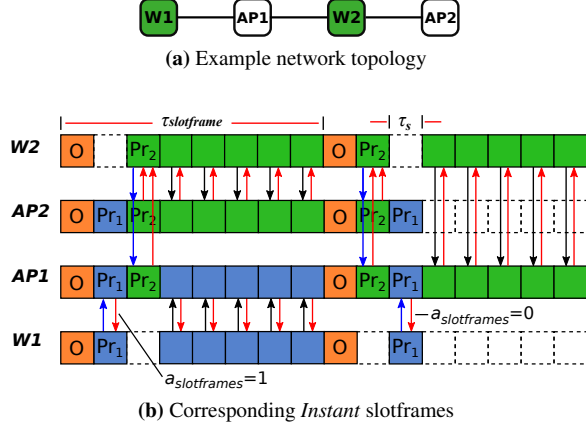 W1 AP1 W2 AP2
(a) Example network topology
τslotframe τs
W2 O Pr2 O Pr2
AP2 O Pr1 Pr2 O Pr2 Pr1
AP1 O Pr1 Pr2 O Pr2 Pr1
aslotframes=0
W1 O Pr1 O Pr1
aslotframes=1
(b) Corresponding Instant slotframes